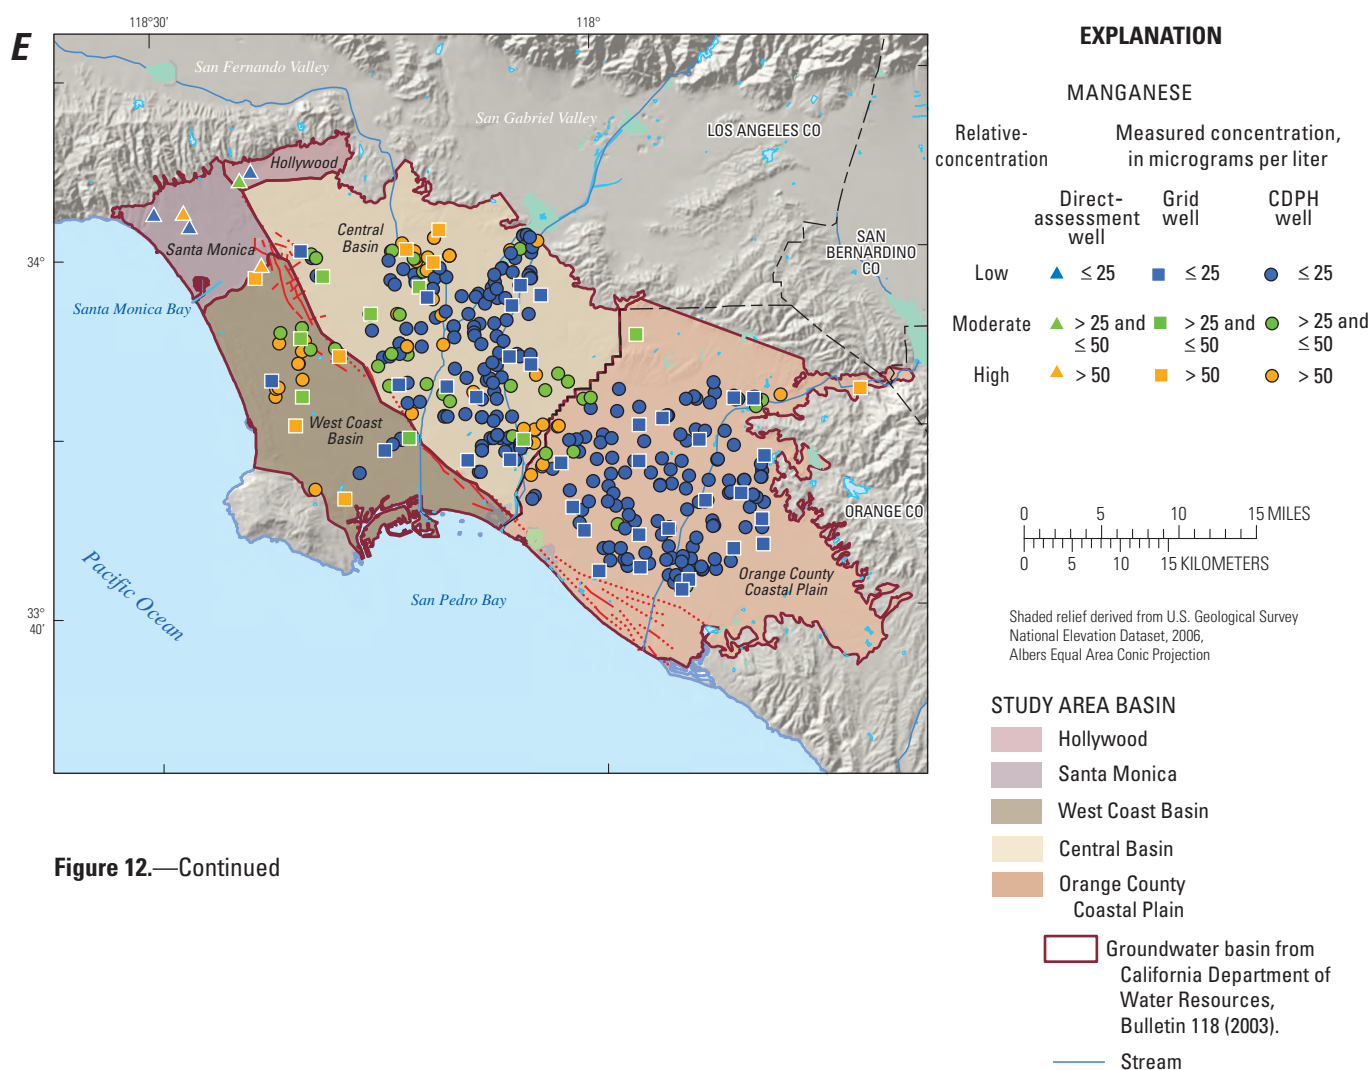 E
118°30'
118°
34°
33°
40'
San Fernando Valley
San Gabriel Valley
LOS ANGELES CO
SAN
BERNARDINO
CO
ORANGE CO
Hollywood
Santa Monica
Central
Basin
West Coast
Basin
Orange County
Coastal Plain
Santa Monica Bay
San Pedro Bay
Pacific Ocean
EXPLANATION
MANGANESE
Relative-
concentration
Measured concentration,
in micrograms per liter
Direct-
assessment
well
Grid
well
CDPH
well
Low ≤ 25 ≤ 25 ≤ 25
Moderate > 25 and > 25 and > 25 and
≤ 50 ≤ 50 ≤ 50
High > 50 > 50 > 50
0 5 10 15 MILES
0 5 10 15 KILOMETERS
Shaded relief derived from U.S. Geological Survey
National Elevation Dataset, 2006,
Albers Equal Area Conic Projection
STUDY AREA BASIN
Hollywood
Santa Monica
West Coast Basin
Central Basin
Orange County
Coastal Plain
Groundwater basin from
California Department of
Water Resources,
Bulletin 118 (2003).
Stream
Figure 12.—Continued